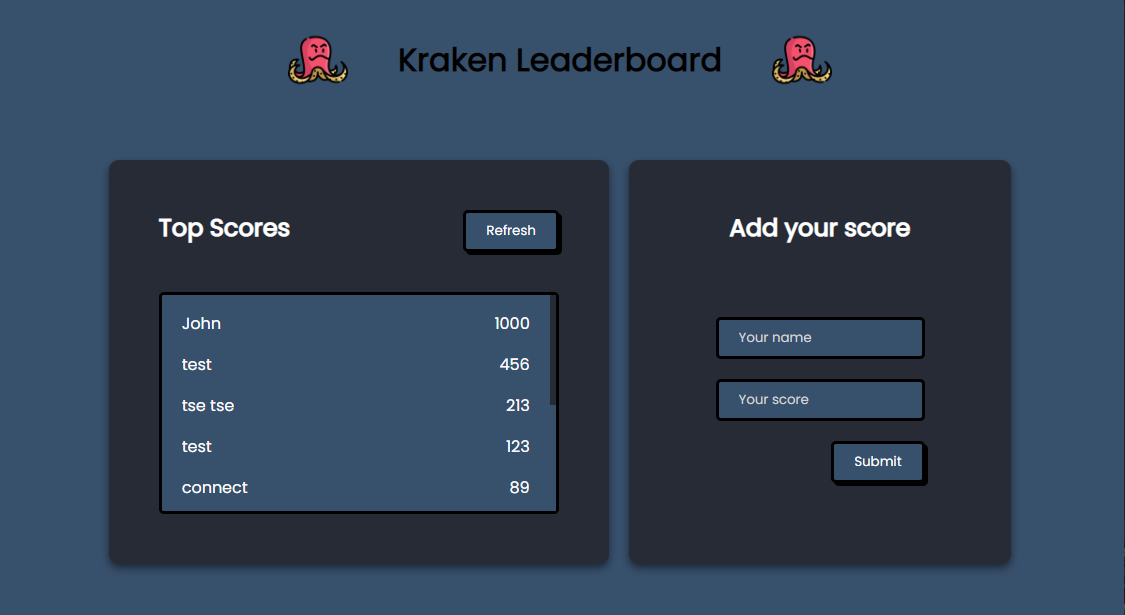 Kraken Leaderboard
Top Scores
Refresh
John 1000
test 456
tse tse 213
test 123
connect 89
Add your score
Your name
Your score
Submit